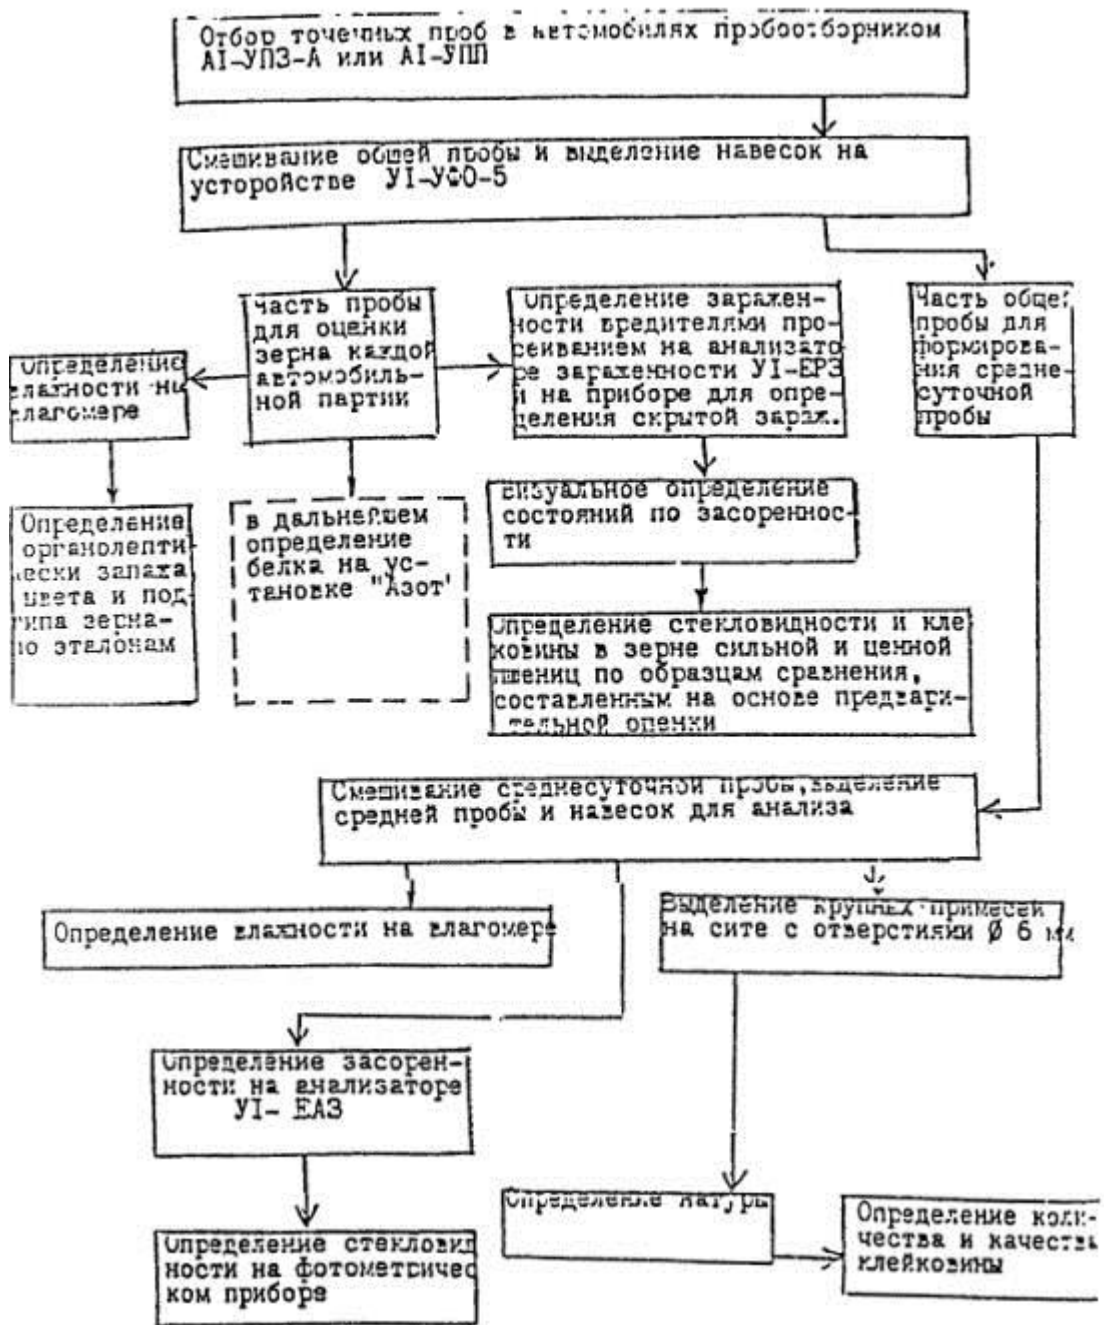 Отбор точечных проб в автомобилях пробоотборником
АI-УПЗ-А или АI-УПП
Смешивание общей пробы и выделение навесок на
усторойстве УI-УФО-5
Часть пробы
для оценки
зерна каждой
автомобиль-
ной партии
Определение заражен-
ности вредителями про-
сеиванием на анализато
ре зараженности УI-ЕРЗ
и на приборе для опре-
деления скрытой зараж.
Часть общей
пробы для
формирова-
ния средне-
суточной
пробы
Определение
влажности на
влагомере
Определение
органолепти-
чески запаха
цвета и под
типа зерна-
по эталонам
в дальнейшем
определение
белка на ус-
тановке "Азот"
Визуальное определение
состояний по засореннос-
ти
Определение стекловидности и кле
ковины в зерне сильной и ценной
пшениц по образцам сравнения,
составленным на основе предвари-
тельной оценки
Смешивание среднесуточной пробы, выделение
средней пробы и навесок для анализа
Определение влажности на влагомере
Выделение крупных примесей
на сите с отверстиями Ø 6 мм
Определение засорен-
ности на анализаторе
УI- ЕАЗ
Определение стекловид
ности на фотометричес
ком приборе
Определение натуры
Определение коли-
чества и качества
клейковины